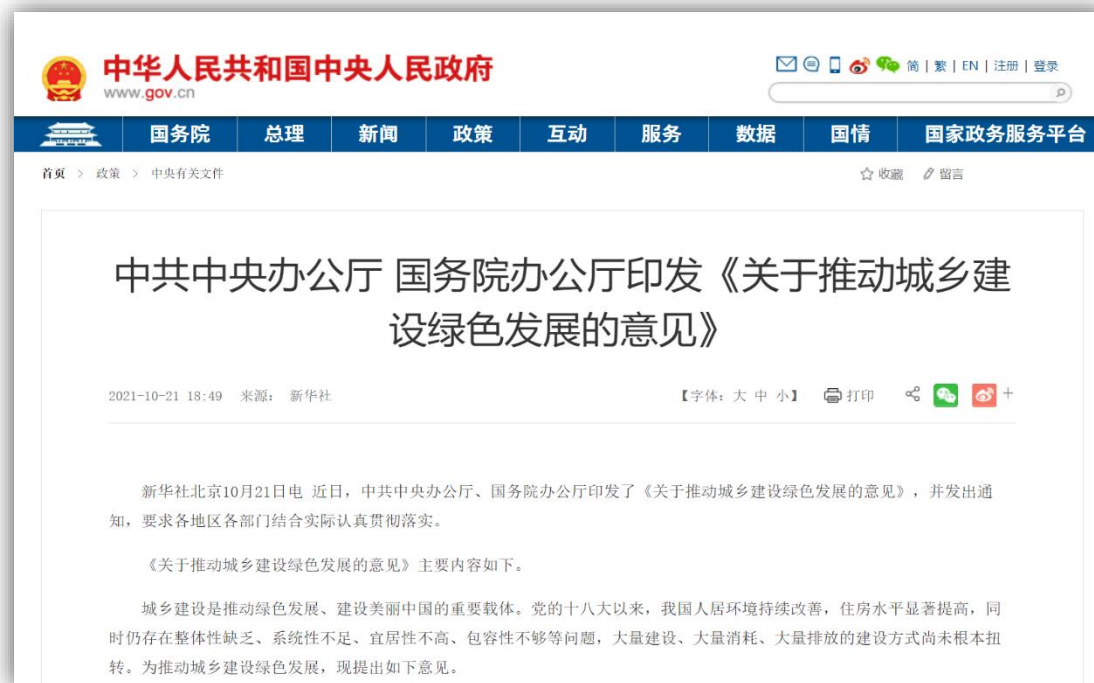 中华人民共和国中央人民政府
www.gov.cn
简 | 繁 | EN | 注册 | 登录
国务院 总理 新闻 政策 互动 服务 数据 国情 国家政务服务平台
首页 > 政策 > 中央有关文件
收藏 留言
中共中央办公厅 国务院办公厅印发《关于推动城乡建
设绿色发展的意见》
2021-10-21 18:49 来源： 新华社
【字体：大 中 小】 打印
新华社北京10月21日电 近日，中共中央办公厅、国务院办公厅印发了《关于推动城乡建设绿色发展的意见》，并发出通
知，要求各地区各部门结合实际认真贯彻落实。
《关于推动城乡建设绿色发展的意见》主要内容如下。
城乡建设是推动绿色发展、建设美丽中国的重要载体。党的十八大以来，我国人居环境持续改善，住房水平显著提高，同
时仍存在整体性缺乏、系统性不足、宜居性不高、包容性不够等问题，大量建设、大量消耗、大量排放的建设方式尚未根本扭
转。为推动城乡建设绿色发展，现提出如下意见。